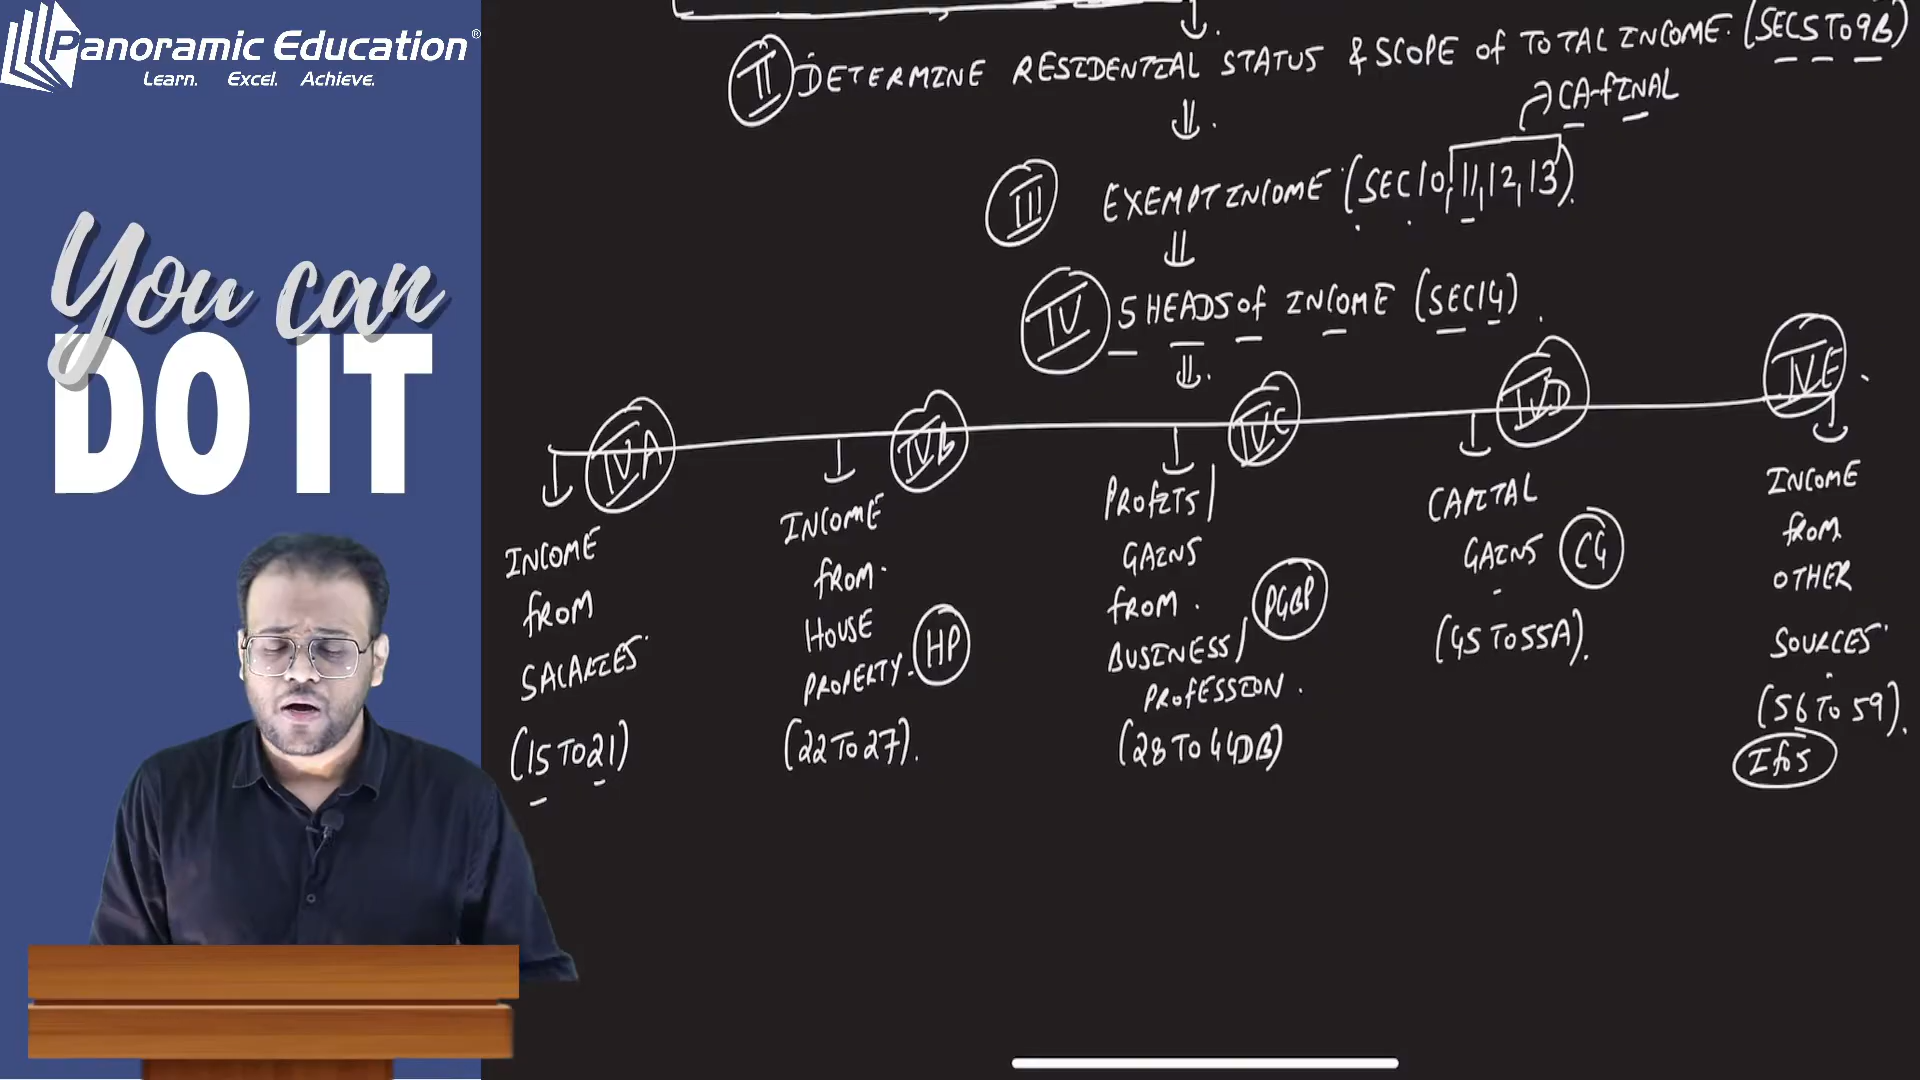 Panoramic Education®
Learn. Excel. Achieve.
You can
DO IT
II DETERMINE RESIDENTIAL STATUS & SCOPE OF TOTAL INCOME. (SEC5 TO 9B)
CA-FINAL
III EXEMPT INCOME (SEC 10, 11, 12, 13).
IV 5 HEADS OF INCOME (SEC14).
IVA
INCOME
FROM
SALARIES
(15 TO 21)
IVB
INCOME
FROM
HOUSE
PROPERTY. HP
(22 TO 27).
IVC
PROFITS/
GAINS
FROM.
BUSINESS/ PGBP
PROFESSION.
(28 TO 44DB)
IVD
CAPITAL
GAINS CG
(45 TO 55A).
IVE
INCOME
FROM
OTHER
SOURCES.
(56 TO 59).
IfoS